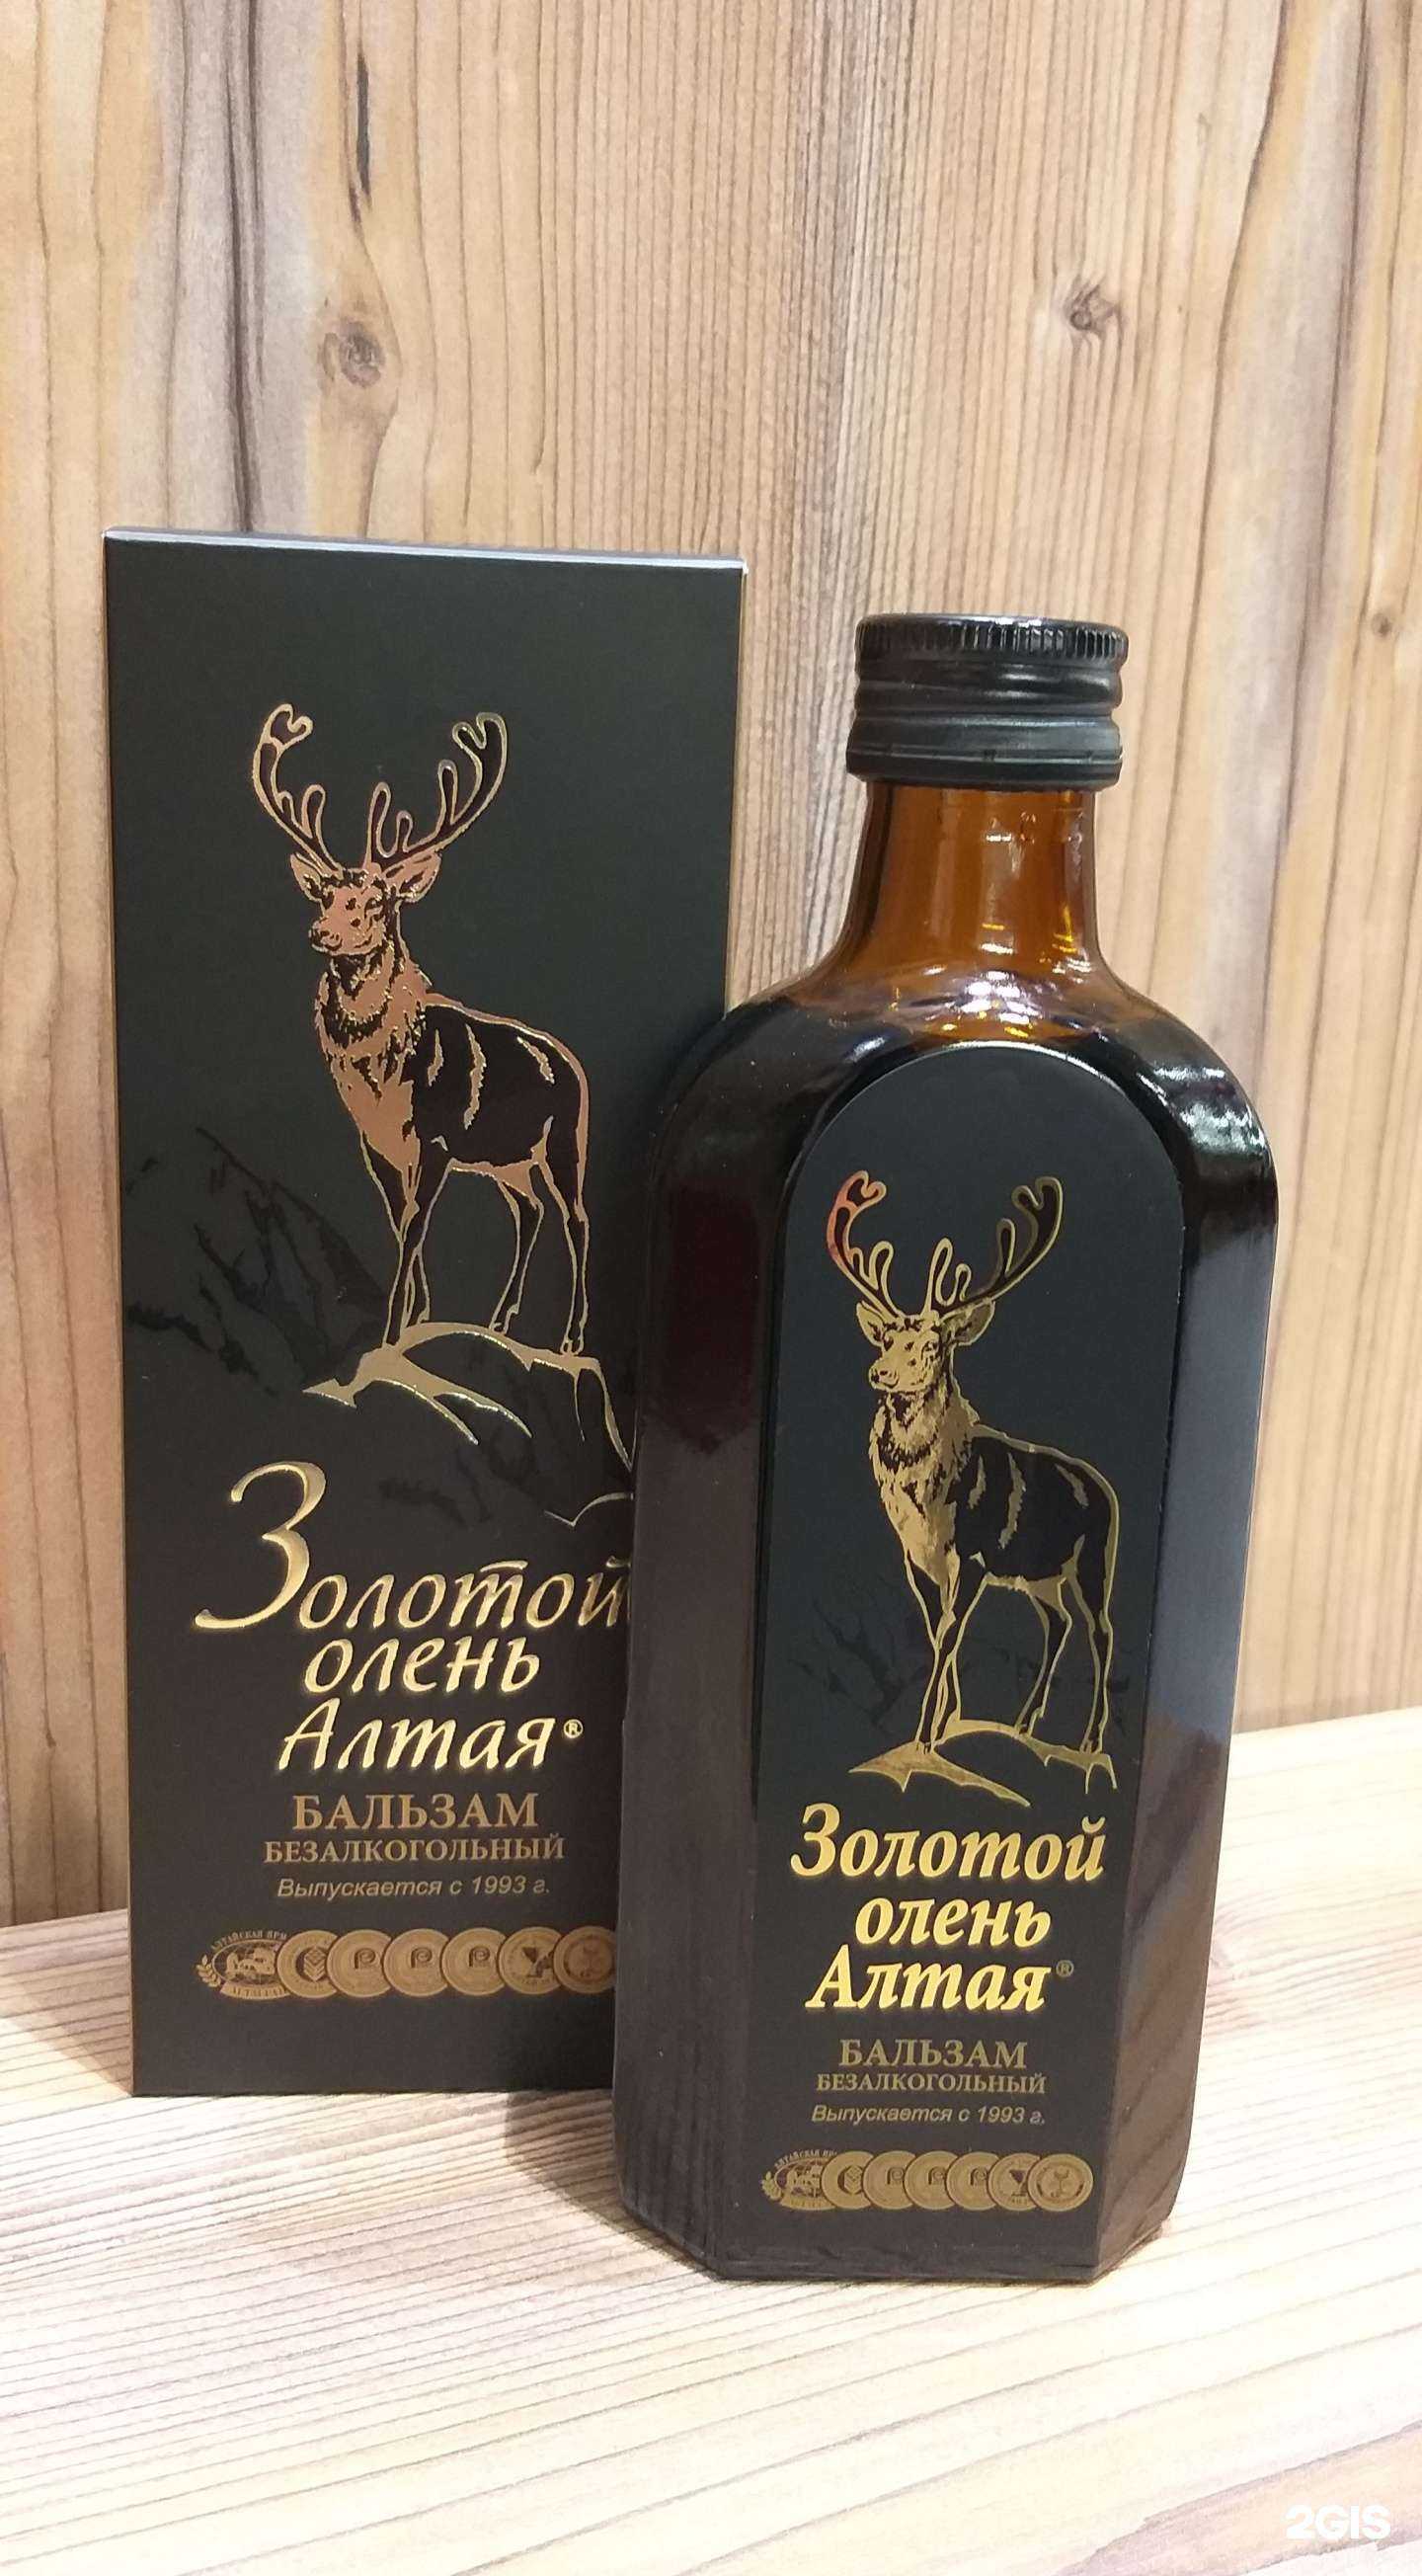 Золотой
олень
Алтая®
БАЛЬЗАМ
БЕЗАЛКОГОЛЬНЫЙ
Выпускается с 1993 г.
Золотой
олень
Алтая®
БАЛЬЗАМ
БЕЗАЛКОГОЛЬНЫЙ
Выпускается с 1993 г.
2GIS